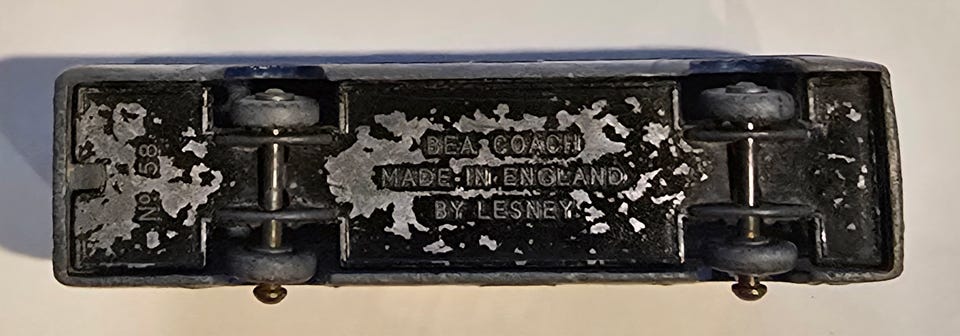 Nº 58
BEA COACH
MADE IN ENGLAND
BY LESNEY